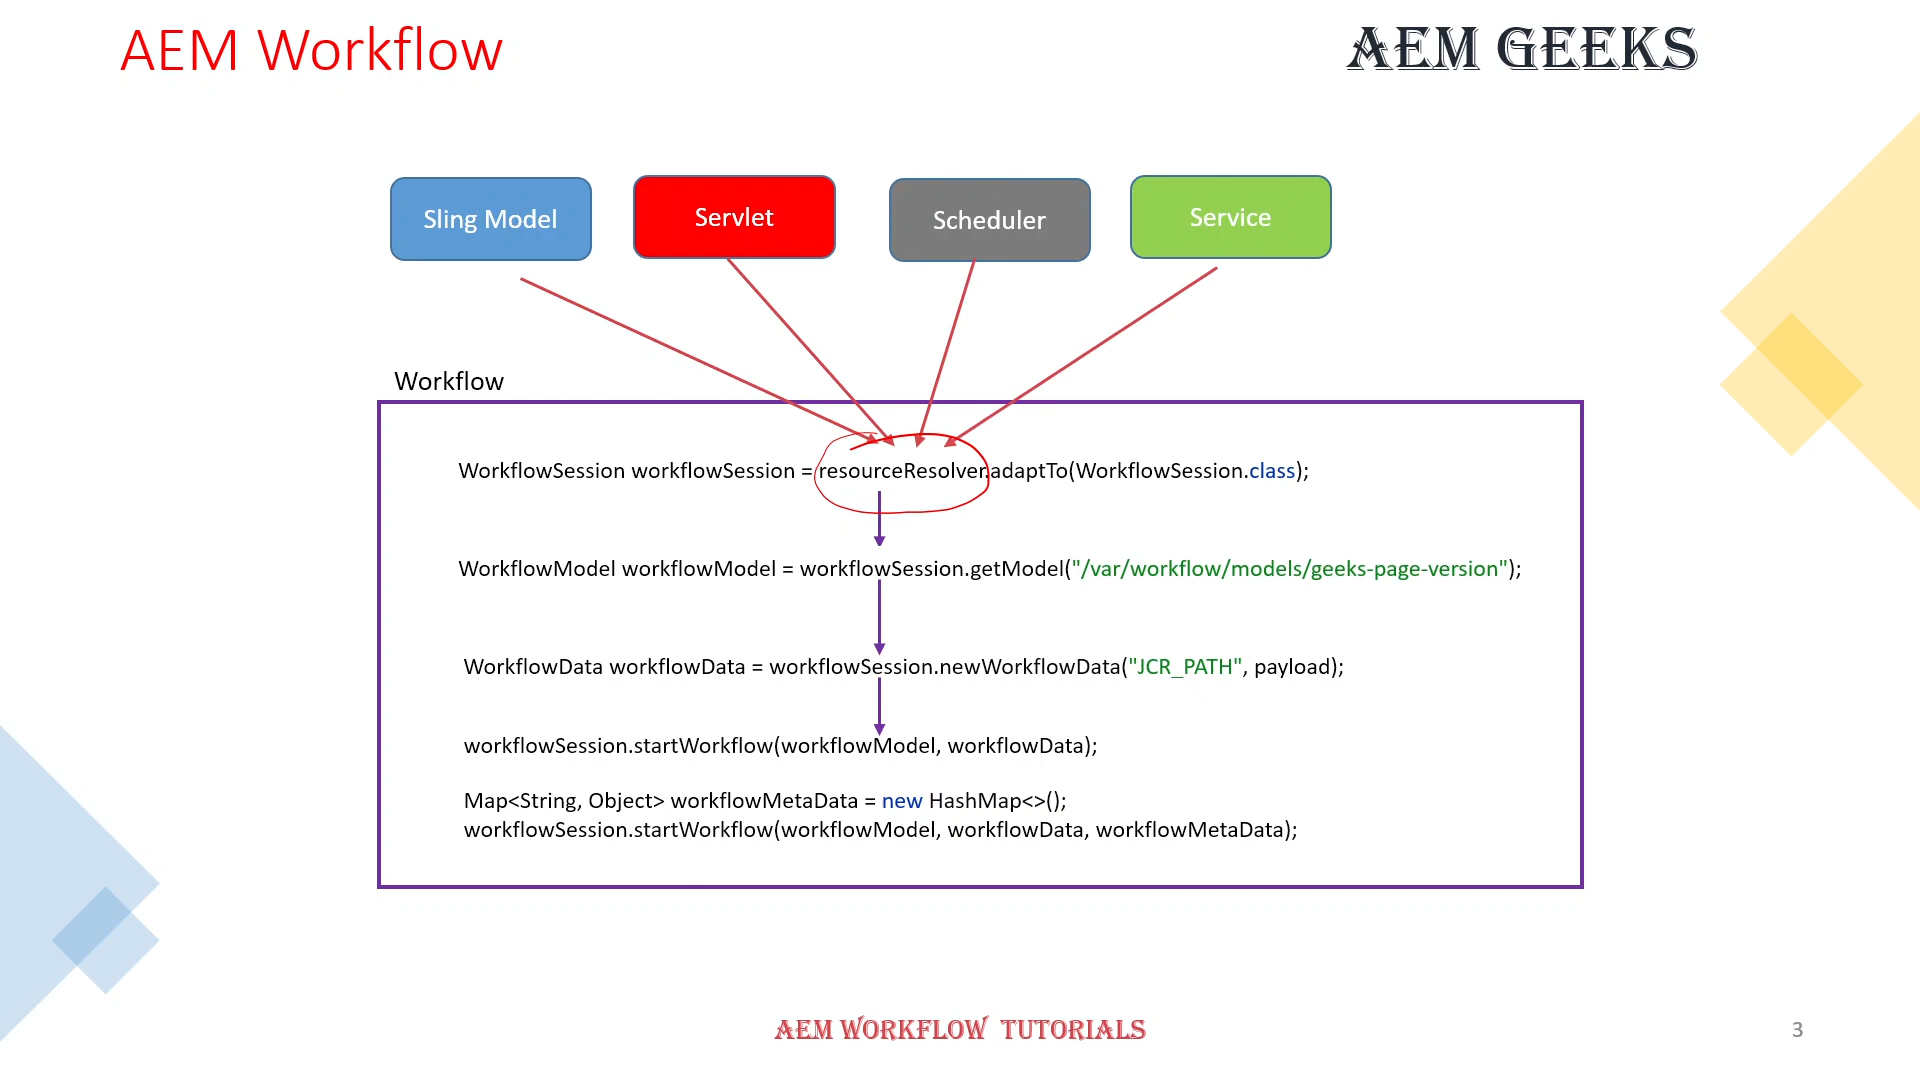 AEM Workflow
AEM GEEKS
Sling Model
Servlet
Scheduler
Service
Workflow
WorkflowSession workflowSession = resourceResolver.adaptTo(WorkflowSession.class);
WorkflowModel workflowModel = workflowSession.getModel("/var/workflow/models/geeks-page-version");
WorkflowData workflowData = workflowSession.newWorkflowData("JCR_PATH", payload);
workflowSession.startWorkflow(workflowModel, workflowData);
Map<String, Object> workflowMetaData = new HashMap<>();
workflowSession.startWorkflow(workflowModel, workflowData, workflowMetaData);
AEM WORKFLOW TUTORIALS
3